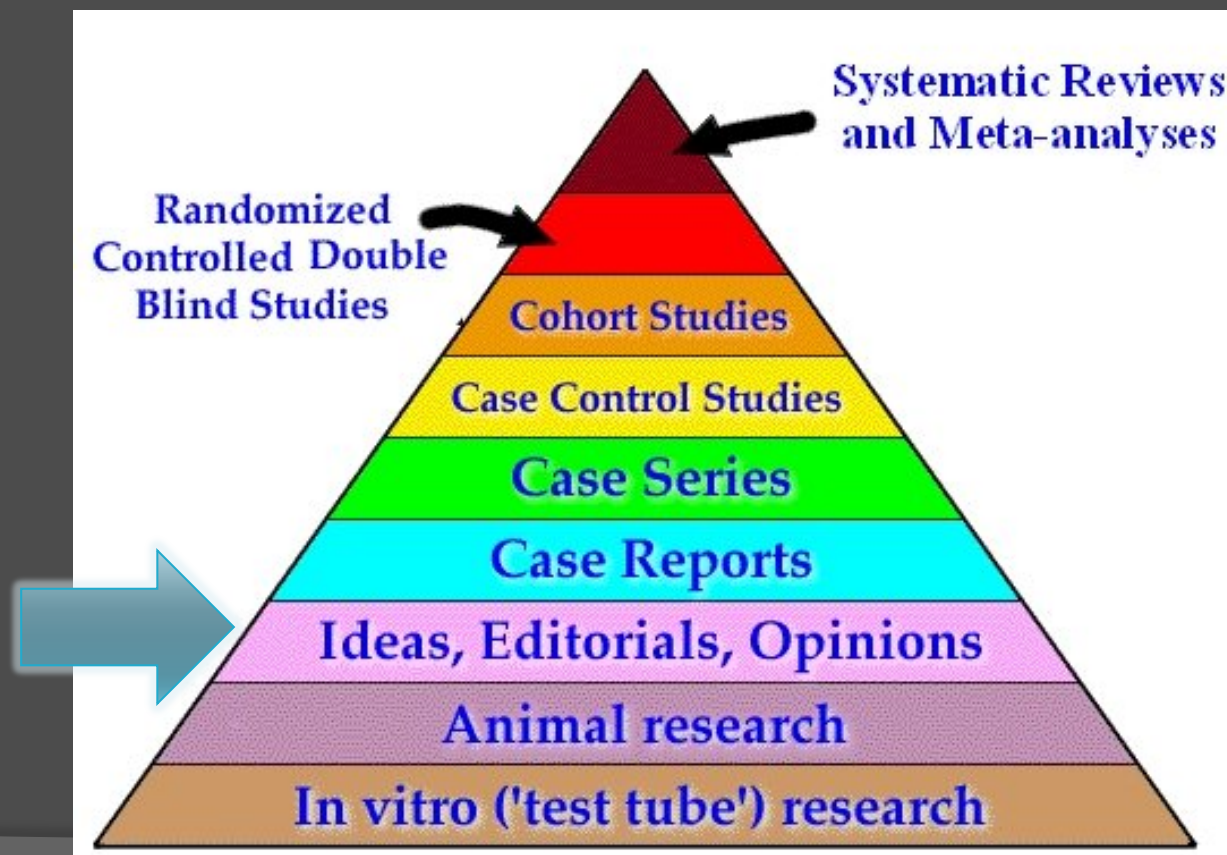 Systematic Reviews
and Meta-analyses
Randomized
Controlled Double
Blind Studies
Cohort Studies
Case Control Studies
Case Series
Case Reports
Ideas, Editorials, Opinions
Animal research
In vitro ('test tube') research